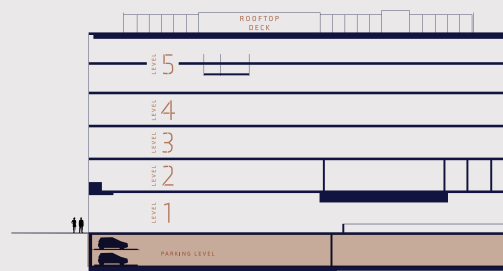 ROOFTOP
DECK
LEVEL 5
LEVEL 4
LEVEL 3
LEVEL 2
LEVEL 1
PARKING LEVEL